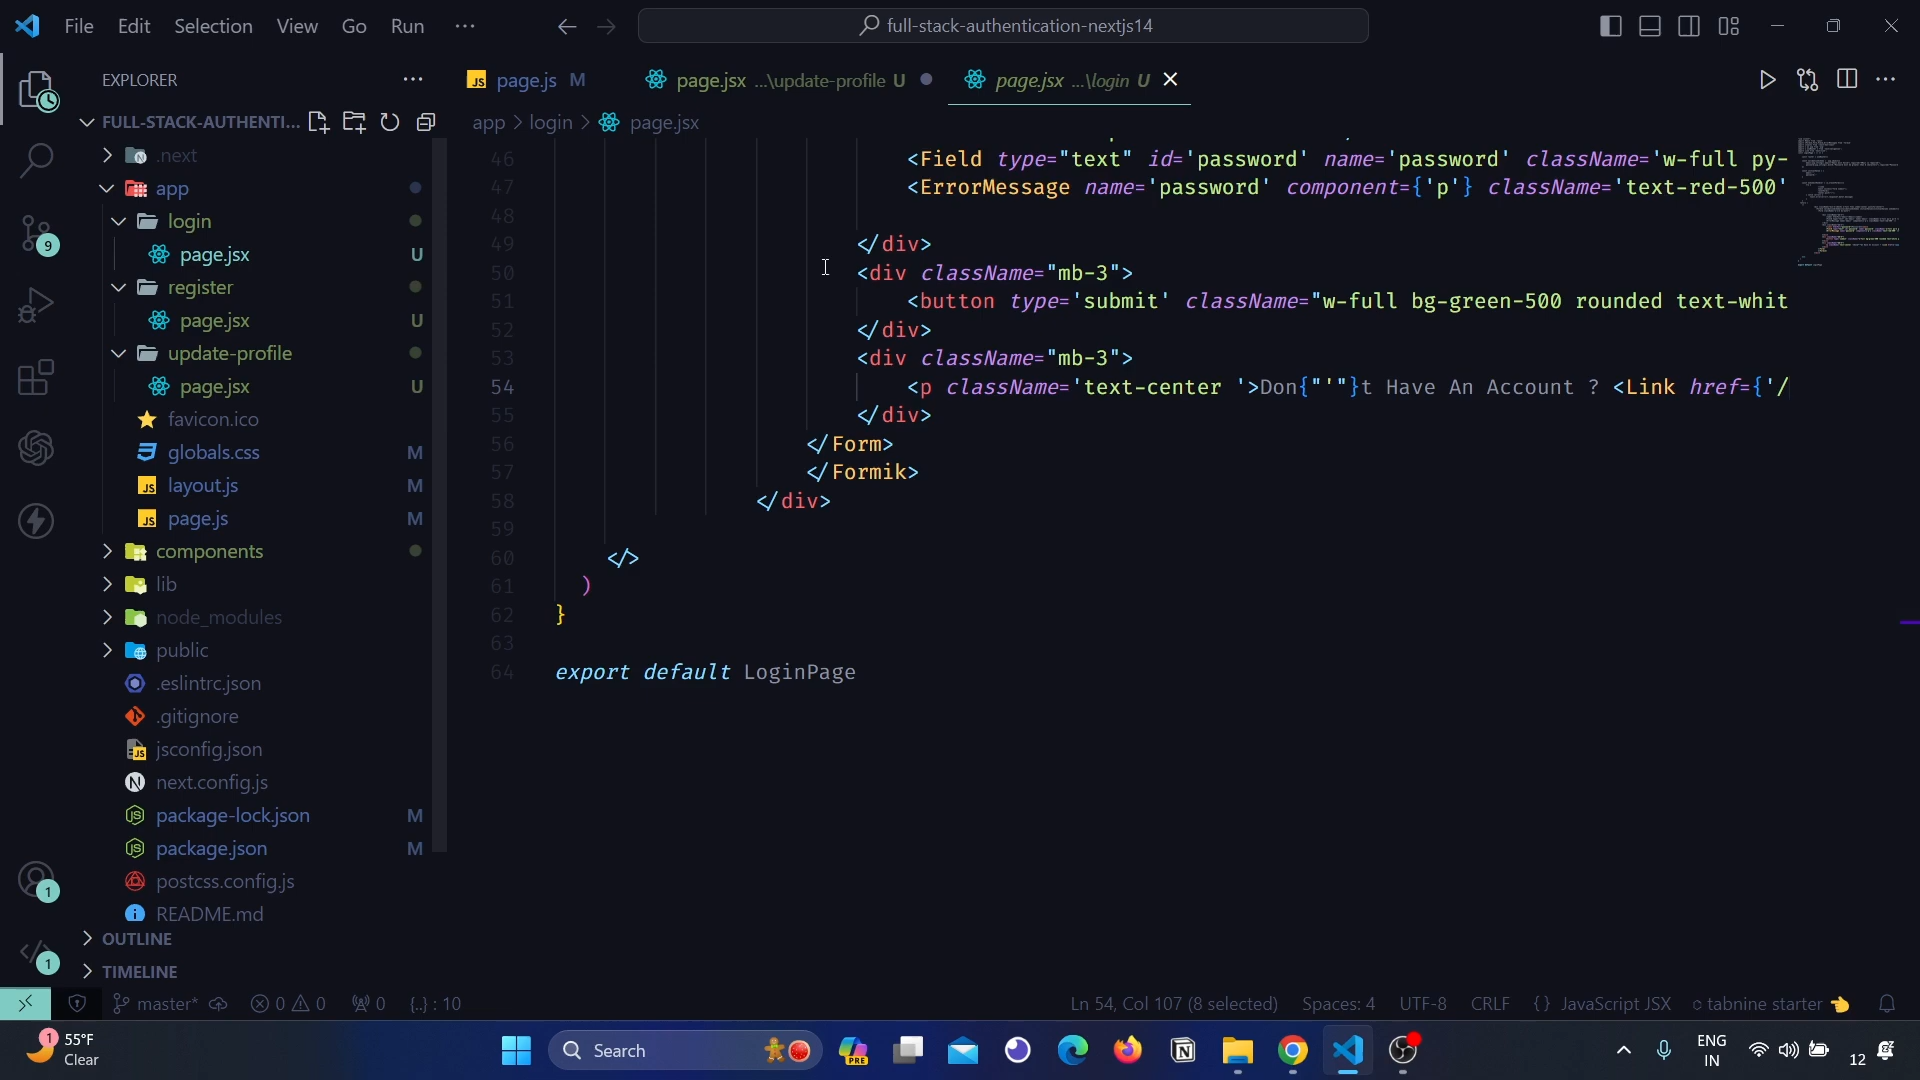 File Edit Selection View Go Run ···
full-stack-authentication-nextjs14
EXPLORER
page.js M
page.jsx ...\update-profile U
page.jsx ...\login U
FULL-STACK-AUTHENTI...
app > login > page.jsx
.next
app
login
page.jsx U
register
page.jsx U
update-profile
page.jsx U
favicon.ico
globals.css M
layout.js M
page.js M
components
lib
node_modules
public
.eslintrc.json
.gitignore
jsconfig.json
next.config.js
package-lock.json M
package.json M
postcss.config.js
README.md
OUTLINE
TIMELINE
9
1
1
46 <Field type="text" id='password' name='password' className='w-full py-
47 <ErrorMessage name='password' component={'p'} className='text-red-500'
48
49 </div>
50 <div className="mb-3">
51 <button type='submit' className="w-full bg-green-500 rounded text-whit
52 </div>
53 <div className="mb-3">
54 <p className='text-center '>Don{"'"}t Have An Account ? <Link href={'/
55 </div>
56 </Form>
57 </Formik>
58 </div>
59
60 </>
61 )
62 }
63
64 export default LoginPage
master* 0 0 0 {..} : 10
Ln 54, Col 107 (8 selected) Spaces: 4 UTF-8 CRLF {} JavaScript JSX tabnine starter
1 55°F
Clear
Search
PRE
ENG
IN
12